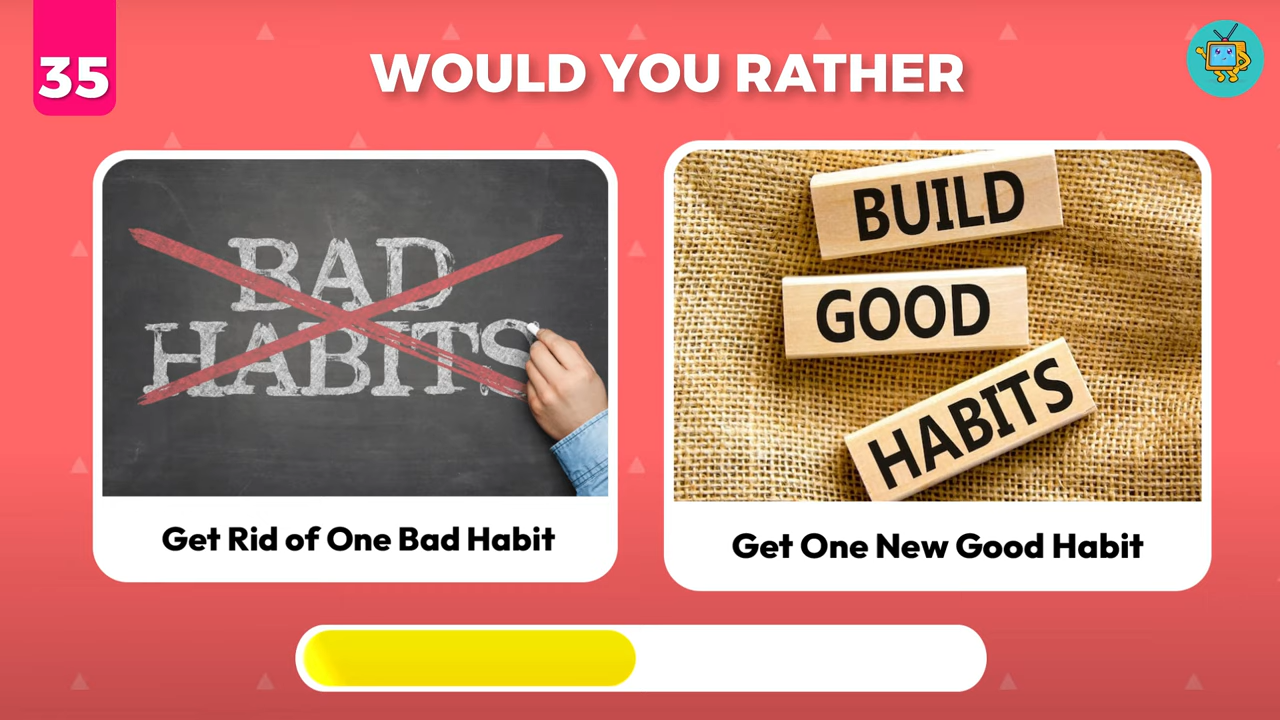 35
WOULD YOU RATHER
BAD
HABITS
Get Rid of One Bad Habit
BUILD
GOOD
HABITS
Get One New Good Habit